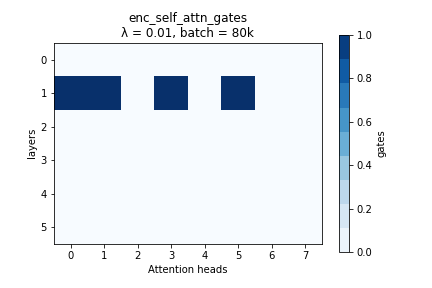 enc_self_attn_gates
λ = 0.01, batch = 80k
0
1
2
3
4
5
layers
0 1 2 3 4 5 6 7
Attention heads
1.0
0.8
0.6
0.4
0.2
0.0
gates